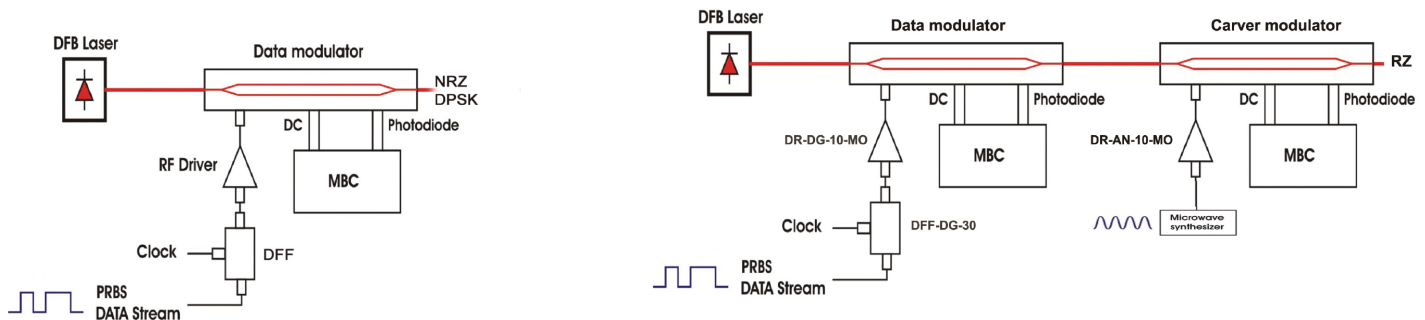 DFB Laser
Data modulator
NRZ
DPSK
DC
Photodiode
RF Driver
MBC
Clock
DFF
PRBS
DATA Stream
DFB Laser
Data modulator
Carver modulator
RZ
DC
Photodiode
DC
Photodiode
DR-DG-10-MO
MBC
DR-AN-10-MO
MBC
Clock
DFF-DG-30
Microwave
synthesizer
PRBS
DATA Stream